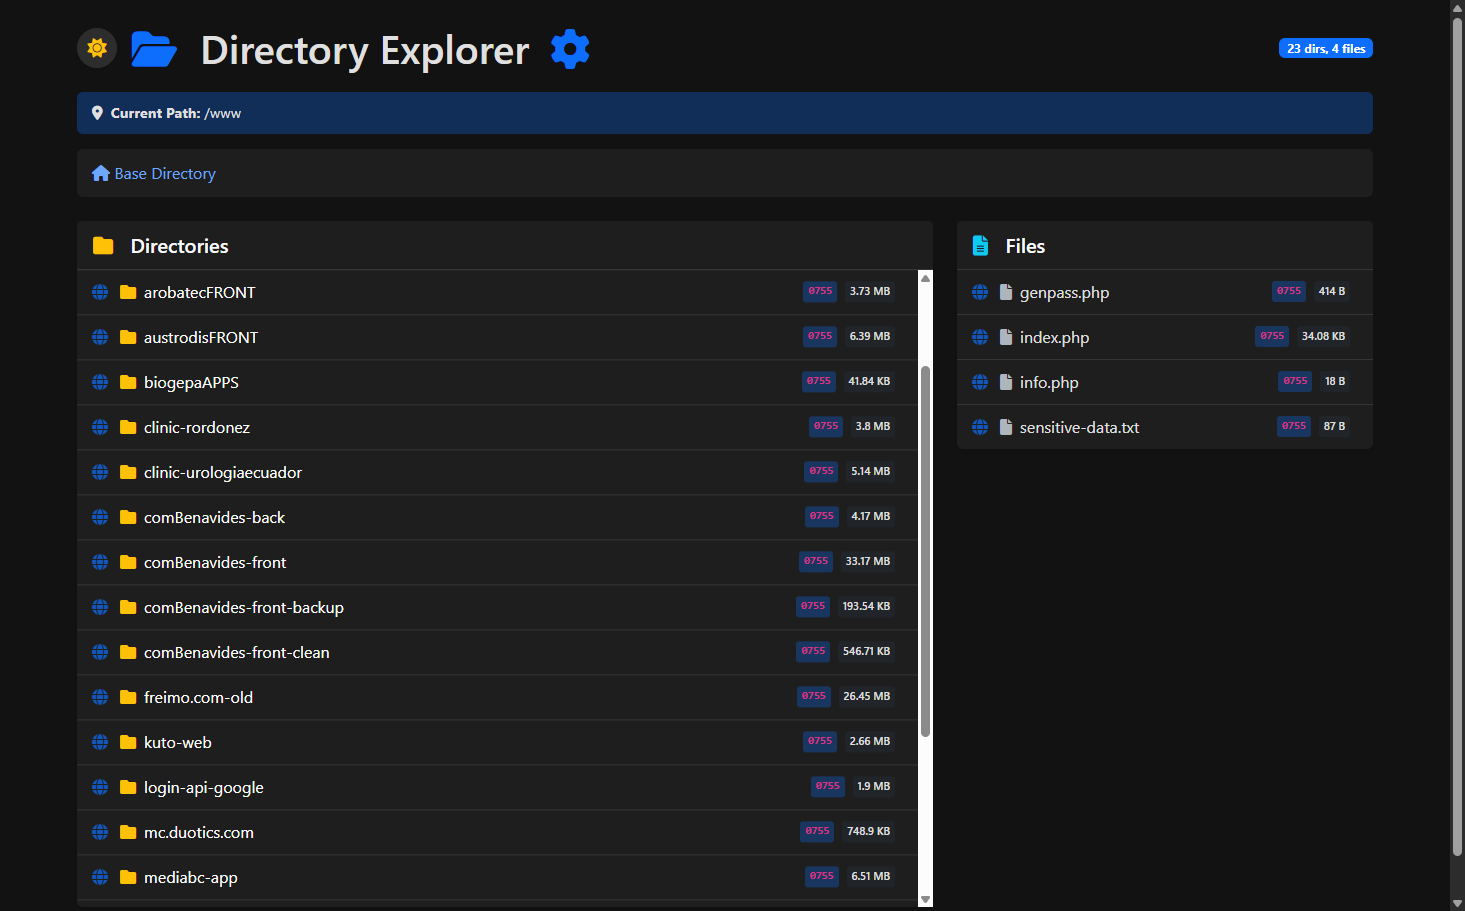 Directory Explorer
23 dirs, 4 files
Current Path: /www
Base Directory
Directories
arobatecFRONT 0755 3.73 MB
austrodisFRONT 0755 6.39 MB
biogepaAPPS 0755 41.84 KB
clinic-rordonez 0755 3.8 MB
clinic-urologiaecuador 0755 5.14 MB
comBenavides-back 0755 4.17 MB
comBenavides-front 0755 33.17 MB
comBenavides-front-backup 0755 193.54 KB
comBenavides-front-clean 0755 546.71 KB
freimo.com-old 0755 26.45 MB
kuto-web 0755 2.66 MB
login-api-google 0755 1.9 MB
mc.duotics.com 0755 748.9 KB
mediabc-app 0755 6.51 MB
Files
genpass.php 0755 414 B
index.php 0755 34.08 KB
info.php 0755 18 B
sensitive-data.txt 0755 87 B